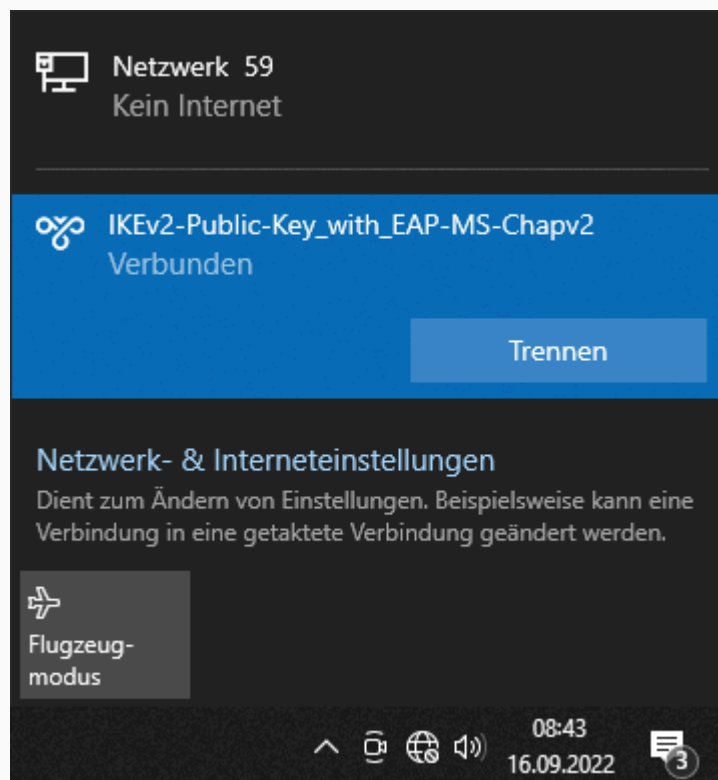 Netzwerk 59
Kein Internet
IKEv2-Public-Key_with_EAP-MS-Chapv2
Verbunden
Trennen
Netzwerk- & Interneteinstellungen
Dient zum Ändern von Einstellungen. Beispielsweise kann eine
Verbindung in eine getaktete Verbindung geändert werden.
Flugzeug-
modus
08:43
16.09.2022
3